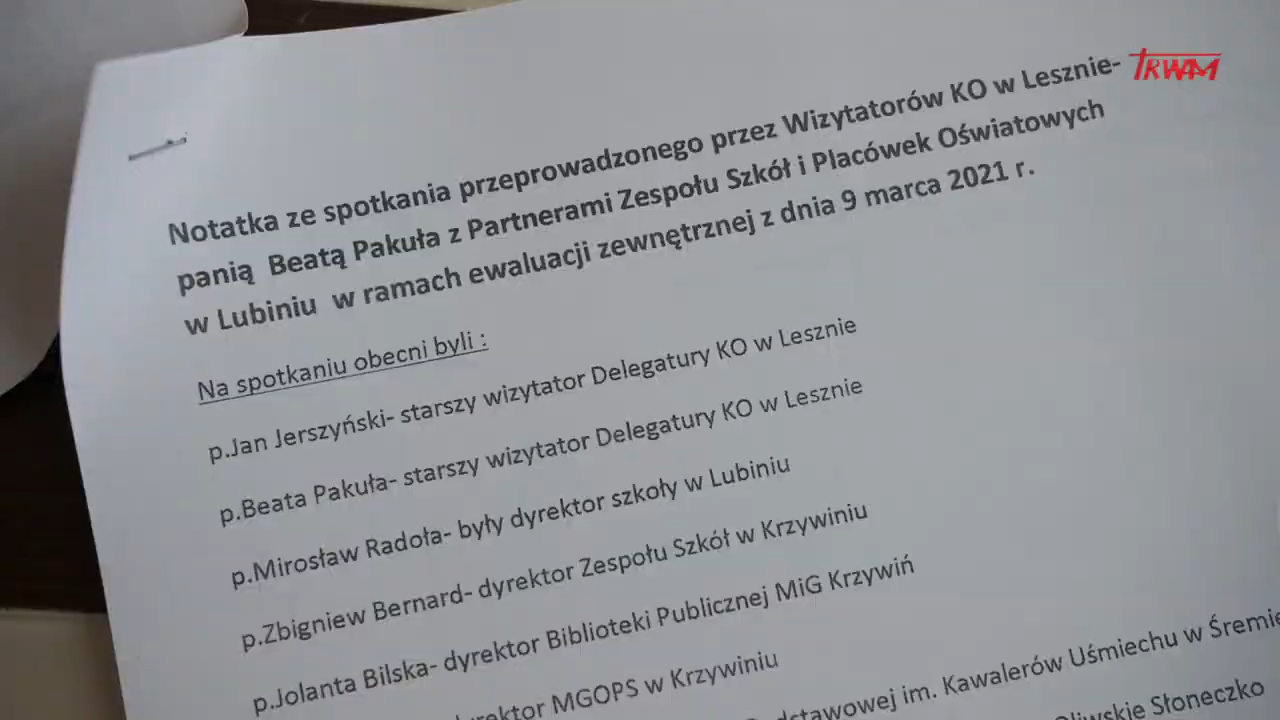 TRWAM
Notatka ze spotkania przeprowadzonego przez Wizytatorów KO w Lesznie-
panią Beatą Pakuła z Partnerami Zespołu Szkół i Placówek Oświatowych
w Lubiniu w ramach ewaluacji zewnętrznej z dnia 9 marca 2021 r.
Na spotkaniu obecni byli :
p.Jan Jerszyński- starszy wizytator Delegatury KO w Lesznie
p.Beata Pakuła- starszy wizytator Delegatury KO w Lesznie
p.Mirosław Radoła- były dyrektor szkoły w Lubiniu
p.Zbigniew Bernard- dyrektor Zespołu Szkół w Krzywiniu
p.Jolanta Bilska- dyrektor Biblioteki Publicznej MiG Krzywiń
MGOPS w Krzywiniu
im. Kawalerów Uśmiechu w Śremie
Słoneczko